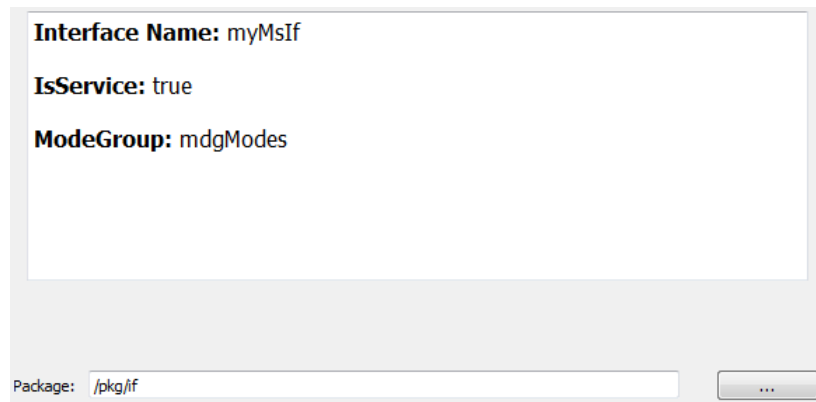 Interface Name: myMsIf
IsService: true
ModeGroup: mdgModes
Package: /pkg/if ...